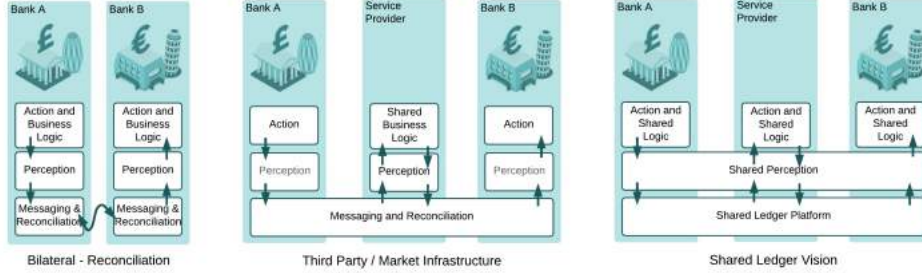 Bank A
Bank B
£
€
Action and
Business
Logic
Action and
Business
Logic
Perception
Perception
Messaging &
Reconciliation
Messaging &
Reconciliation
Bilateral - Reconciliation
Bank A
Service
Provider
Bank B
£
€
Action
Shared
Business
Logic
Action
Perception
Perception
Perception
Messaging and Reconciliation
Third Party / Market Infrastructure
Bank A
Service
Provider
Bank B
£
€
Action and
Shared
Logic
Action and
Shared
Logic
Action and
Shared
Logic
Shared Perception
Shared Ledger Platform
Shared Ledger Vision